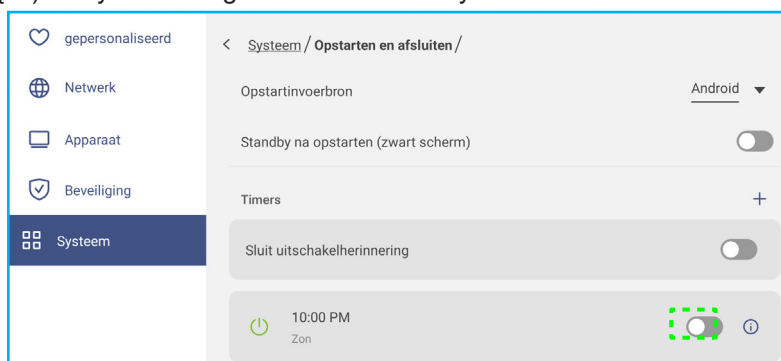 gepersonaliseerd
Netwerk
Apparaat
Beveiliging
Systeem
Systeem / Opstarten en afsluiten /
Opstartinvoerbron Android
Standby na opstarten (zwart scherm)
Timers
Sluit uitschakelherinnering
10:00 PM
Zon